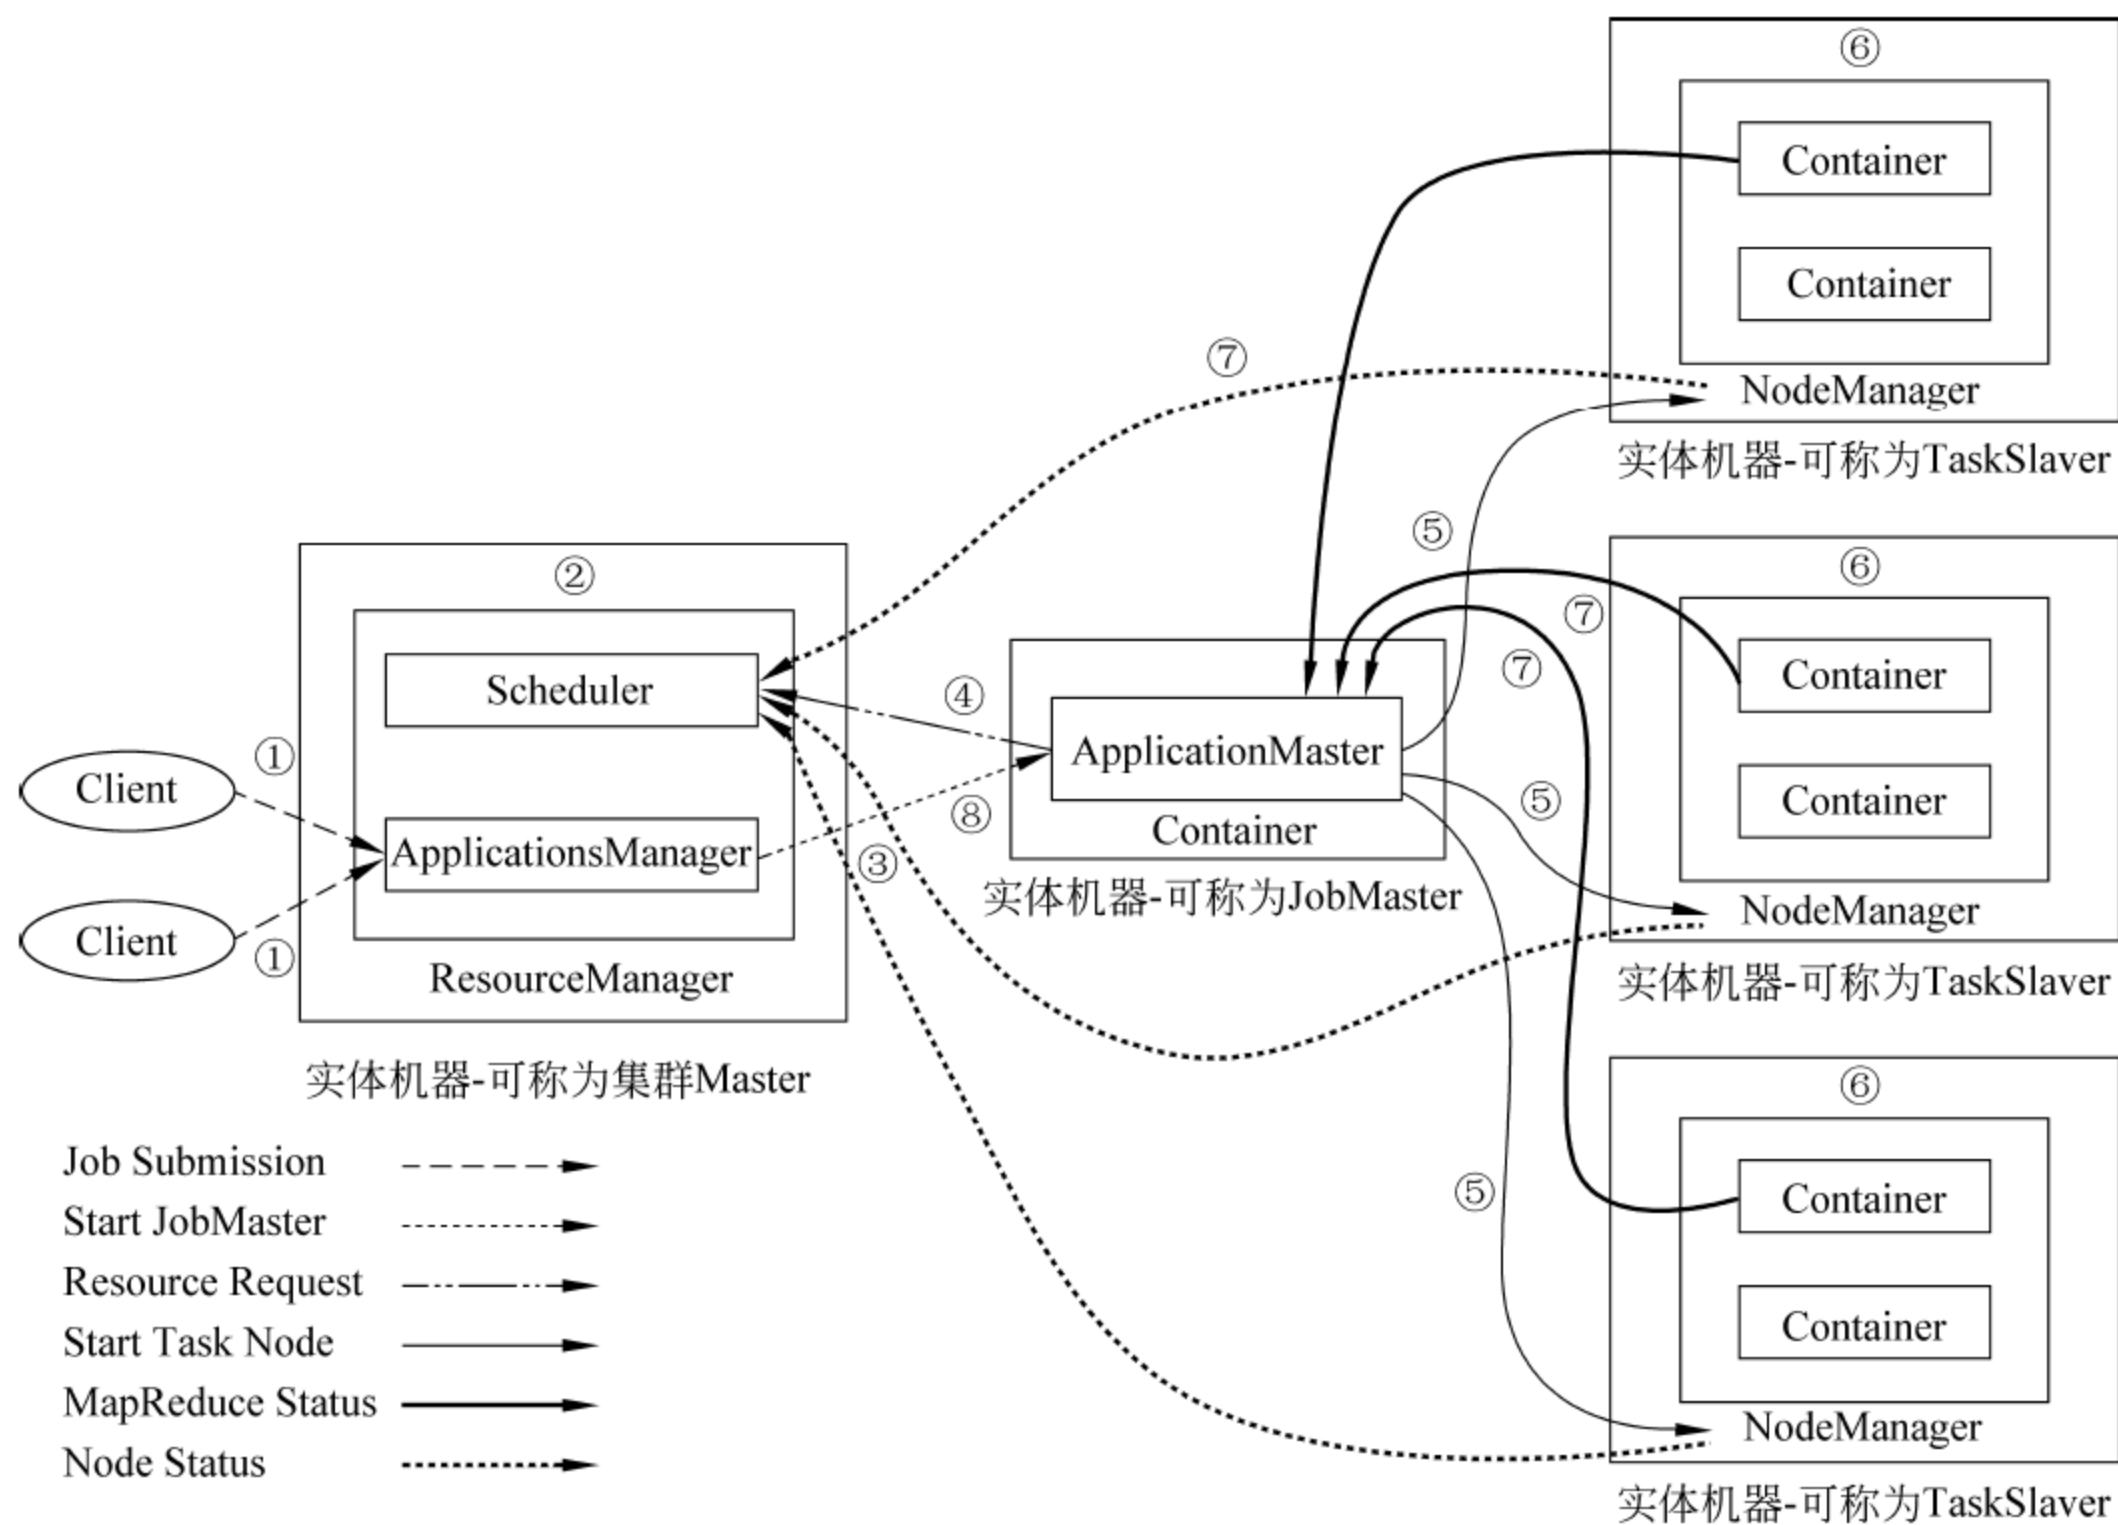 ⑥
Container
Container
NodeManager
实体机器-可称为TaskSlaver
⑦
⑤
②
Scheduler
ApplicationsManager
ResourceManager
实体机器-可称为集群Master
Client
Client
①
①
④
⑧
③
ApplicationMaster
Container
实体机器-可称为JobMaster
⑦
⑦
⑤
⑤
⑥
Container
Container
NodeManager
实体机器-可称为TaskSlaver
⑥
Container
Container
NodeManager
实体机器-可称为TaskSlaver
Job Submission
Start JobMaster
Resource Request
Start Task Node
MapReduce Status
Node Status